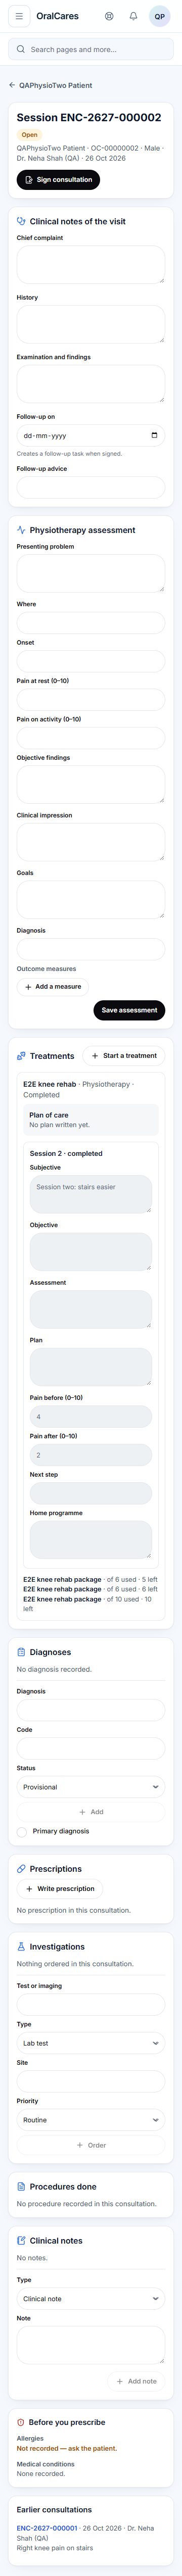 OralCares
QP
Search pages and more...
QAPhysioTwo Patient
Session ENC-2627-000002
Open
QAPhysioTwo Patient · OC-00000002 · Male ·
Dr. Neha Shah (QA) · 26 Oct 2026
Sign consultation
Clinical notes of the visit
Chief complaint
History
Examination and findings
Follow-up on
dd-mm-yyyy
Creates a follow-up task when signed.
Follow-up advice
Physiotherapy assessment
Presenting problem
Where
Onset
Pain at rest (0–10)
Pain on activity (0–10)
Objective findings
Clinical impression
Goals
Diagnosis
Outcome measures
Add a measure
Save assessment
Treatments
Start a treatment
E2E knee rehab · Physiotherapy ·
Completed
Plan of care
No plan written yet.
Session 2 · completed
Subjective
Session two: stairs easier
Objective
Assessment
Plan
Pain before (0–10)
4
Pain after (0–10)
2
Next step
Home programme
E2E knee rehab package · of 6 used · 5 left
E2E knee rehab package · of 6 used · 6 left
E2E knee rehab package · of 10 used · 10
left
Diagnoses
No diagnosis recorded.
Diagnosis
Code
Status
Provisional
Add
Primary diagnosis
Prescriptions
Write prescription
No prescription in this consultation.
Investigations
Nothing ordered in this consultation.
Test or imaging
Type
Lab test
Site
Priority
Routine
Order
Procedures done
No procedure recorded in this consultation.
Clinical notes
No notes.
Type
Clinical note
Note
Add note
Before you prescribe
Allergies
Not recorded — ask the patient.
Medical conditions
None recorded.
Earlier consultations
ENC-2627-000001 · 26 Oct 2026 · Dr. Neha
Shah (QA)
Right knee pain on stairs